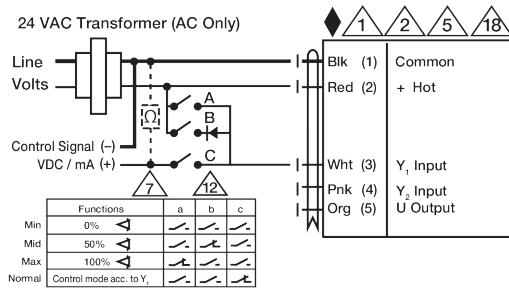 24 VAC Transformer (AC Only)
1 2 5 18
Line
Volts
Blk (1) Common
Red (2) + Hot
A
B
C
Ω
Control Signal (–)
VDC / mA (+)
Wht (3) Y1 Input
Pnk (4) Y2 Input
Org (5) U Output
7 12
Functions a b c
Min 0%
Mid 50%
Max 100%
Normal Control mode acc. to Y1